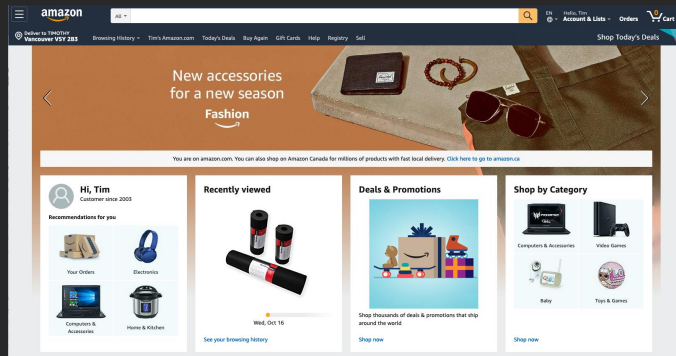 amazon
All
EN
Hello, Tim
Account & Lists
Orders
0
Cart
Deliver to TIMOTHY
Vancouver V5Y 2B3
Browsing History
Tim's Amazon.com
Today's Deals
Buy Again
Gift Cards
Help
Registry
Sell
Shop Today's Deals
New accessories
for a new season
Fashion
You are on amazon.com. You can also shop on Amazon Canada for millions of products with fast local delivery. Click here to go to amazon.ca
Hi, Tim
Customer since 2003
Recommendations for you
Your Orders
Electronics
Computers &
Accessories
Home & Kitchen
Recently viewed
Wed, Oct 16
See your browsing history
Deals & Promotions
Shop thousands of deals & promotions that ship
around the world
Shop now
Shop by Category
Computers & Accessories
Video Games
Baby
Toys & Games
Shop now